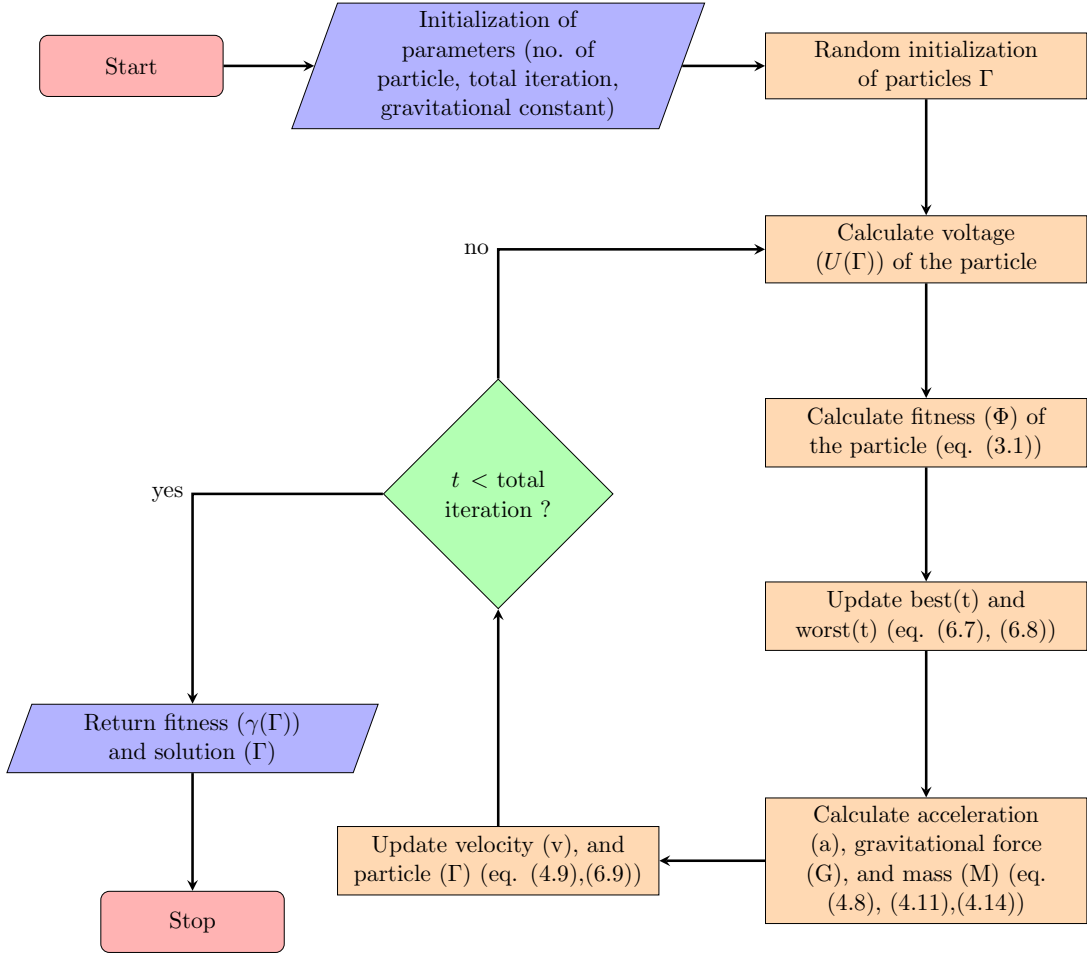 Start
Initialization of
parameters (no. of
particle, total iteration,
gravitational constant)
Random initialization
of particles Γ
Calculate voltage
(U(Γ)) of the particle
Calculate fitness (Φ) of
the particle (eq. (3.1))
Update best(t) and
worst(t) (eq. (6.7), (6.8))
Calculate acceleration
(a), gravitational force
(G), and mass (M) (eq.
(4.8), (4.11),(4.14))
Update velocity (v), and
particle (Γ) (eq. (4.9),(6.9))
t < total
iteration ?
no
yes
Return fitness (γ(Γ))
and solution (Γ)
Stop